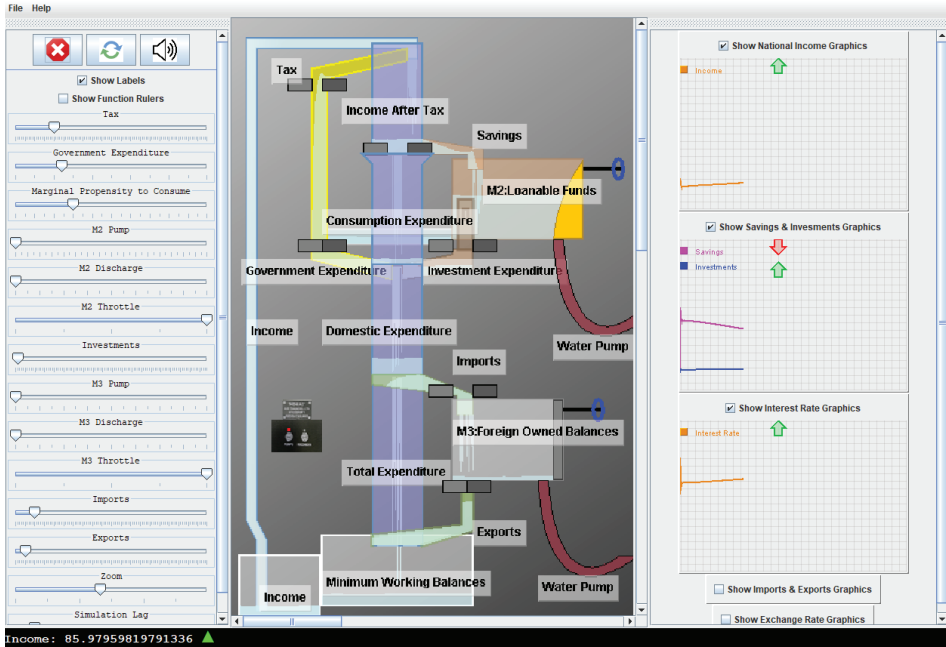 File Help
Show Labels
Show Function Rulers
Tax
Government Expenditure
Marginal Propensity to Consume
M2 Pump
M2 Discharge
M2 Throttle
Investments
M3 Pump
M3 Discharge
M3 Throttle
Imports
Exports
Zoom
Simulation Lag
Tax
Income After Tax
Savings
M2:Loanable Funds
Consumption Expenditure
Government Expenditure
Investment Expenditure
Income
Domestic Expenditure
Water Pump
Imports
M3:Foreign Owned Balances
Total Expenditure
Exports
Minimum Working Balances
Income
Water Pump
Show National Income Graphics
Income
Show Savings & Invesments Graphics
Savings
Investments
Show Interest Rate Graphics
Interest Rate
Show Imports & Exports Graphics
Show Exchange Rate Graphics
Income: 85.97959819791336